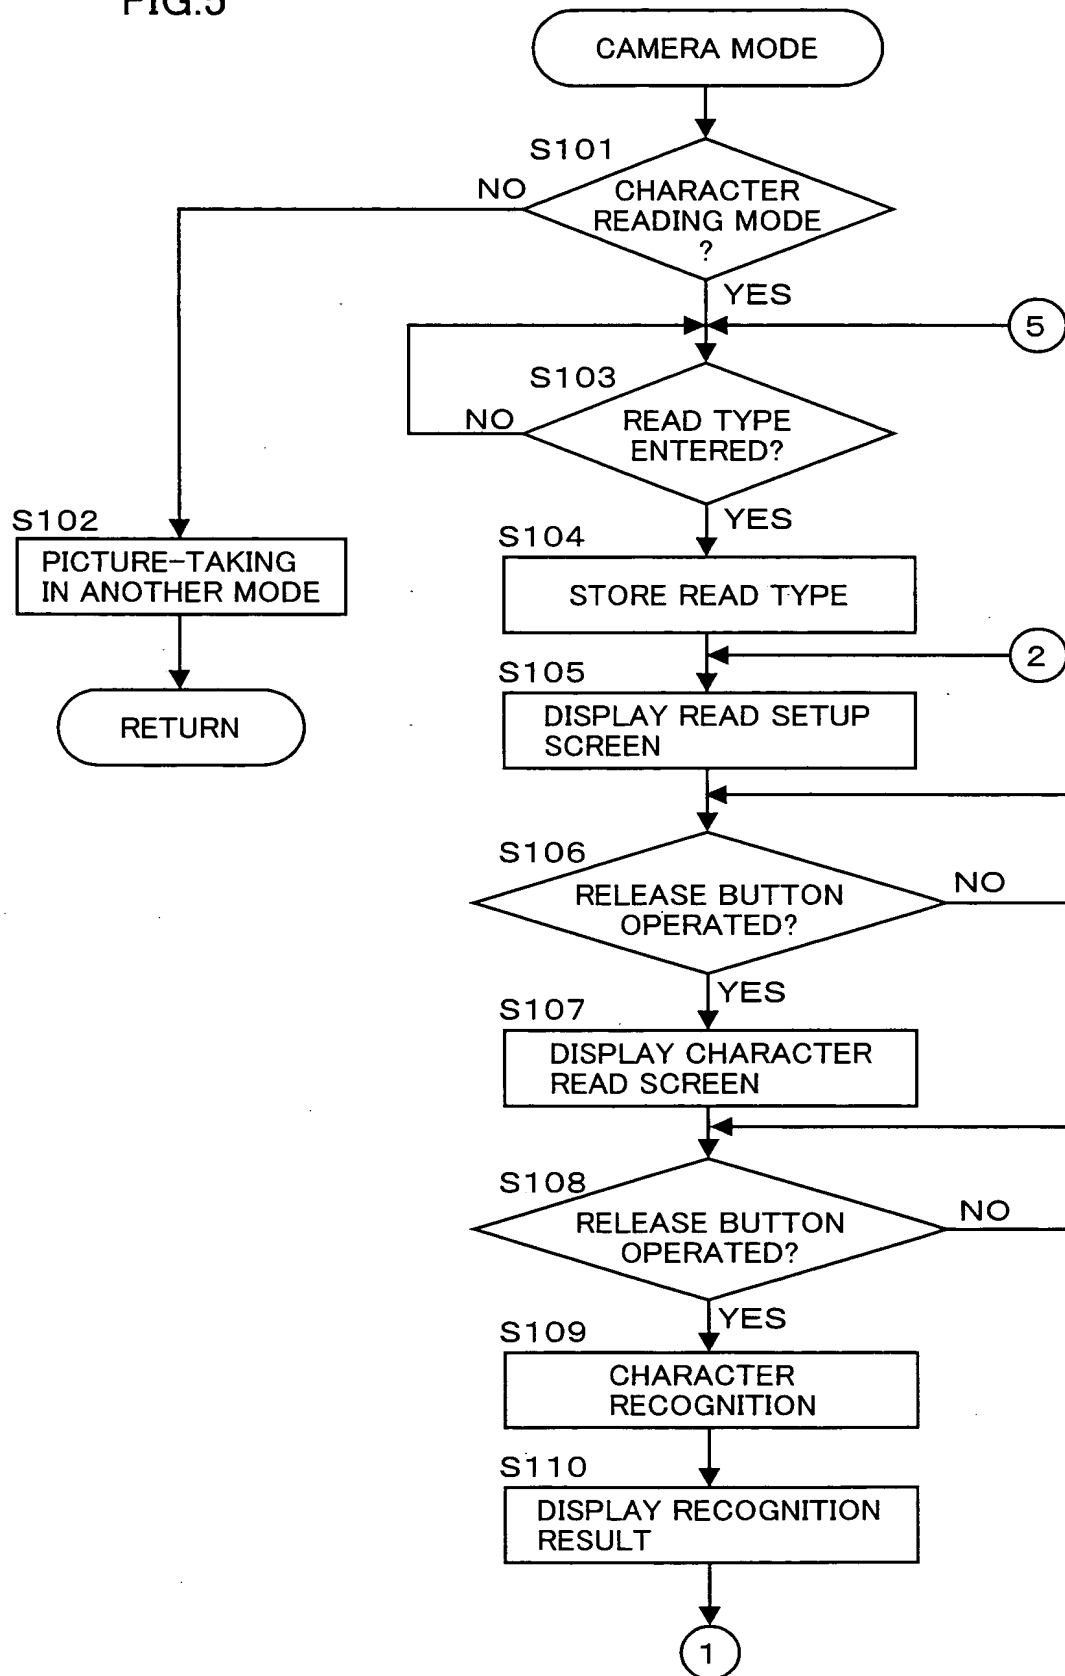 FIG.5
CAMERA MODE
S101
NO
CHARACTER
READING MODE
?
YES
5
S103
NO
READ TYPE
ENTERED?
YES
S102
PICTURE-TAKING
IN ANOTHER MODE
S104
STORE READ TYPE
2
S105
RETURN
DISPLAY READ SETUP
SCREEN
S106
RELEASE BUTTON
OPERATED?
NO
YES
S107
DISPLAY CHARACTER
READ SCREEN
S108
RELEASE BUTTON
OPERATED?
NO
YES
S109
CHARACTER
RECOGNITION
S110
DISPLAY RECOGNITION
RESULT
1